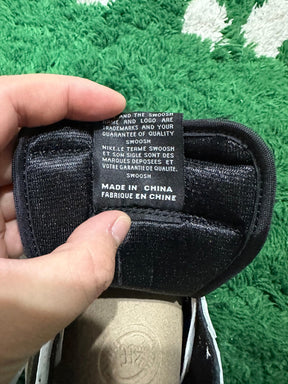 AND THE SWOOSH
NAME AND LOGO ARE
TRADEMARKS AND YOUR
GUARANTEE OF QUALITY
SWOOSH
NIKE, LE TERME SWOOSH
ET SON SIGLE SONT DES
MARQUES DEPOSÉES ET
VOTRE GARANTIE DE QUALITE.
SWOOSH
MADE IN CHINA
FABRIQUE EN CHINE